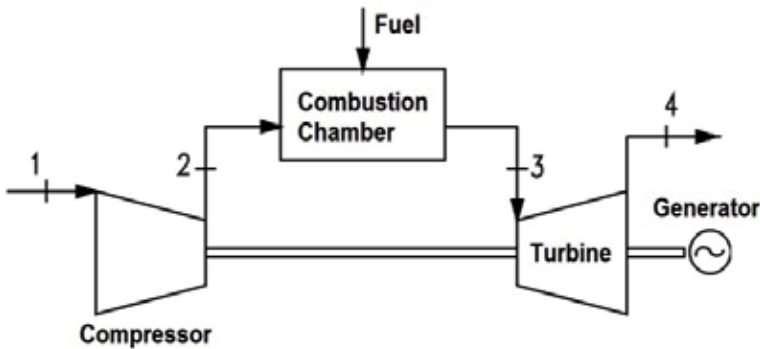 Fuel
Combustion
Chamber
4
1
2
3
Generator
Turbine
Compressor